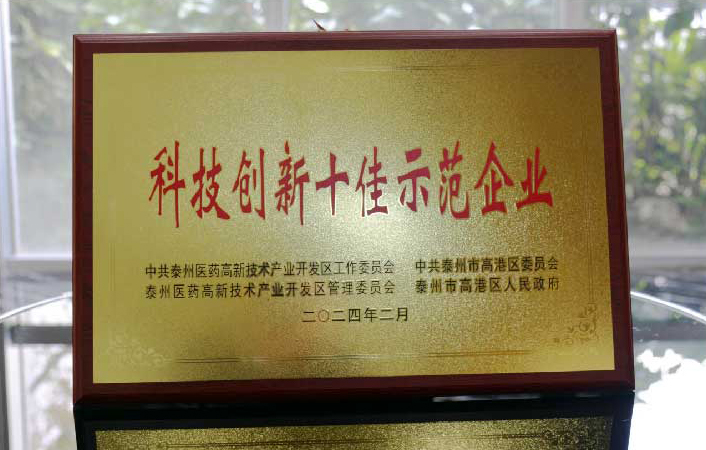 科技创新十佳示范企业
中共泰州医药高新技术产业开发区工作委员会 中共泰州市高港区委员会
泰州医药高新技术产业开发区管理委员会 泰州市高港区人民政府
二〇二四年二月